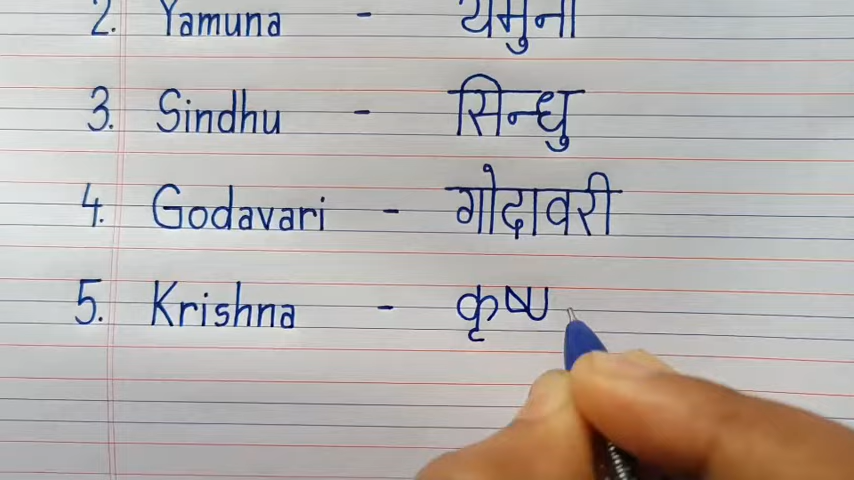 2. Yamuna - यमुना
3. Sindhu - सिन्धु
4. Godavari - गोदावरी
5. Krishna - कृष्ण